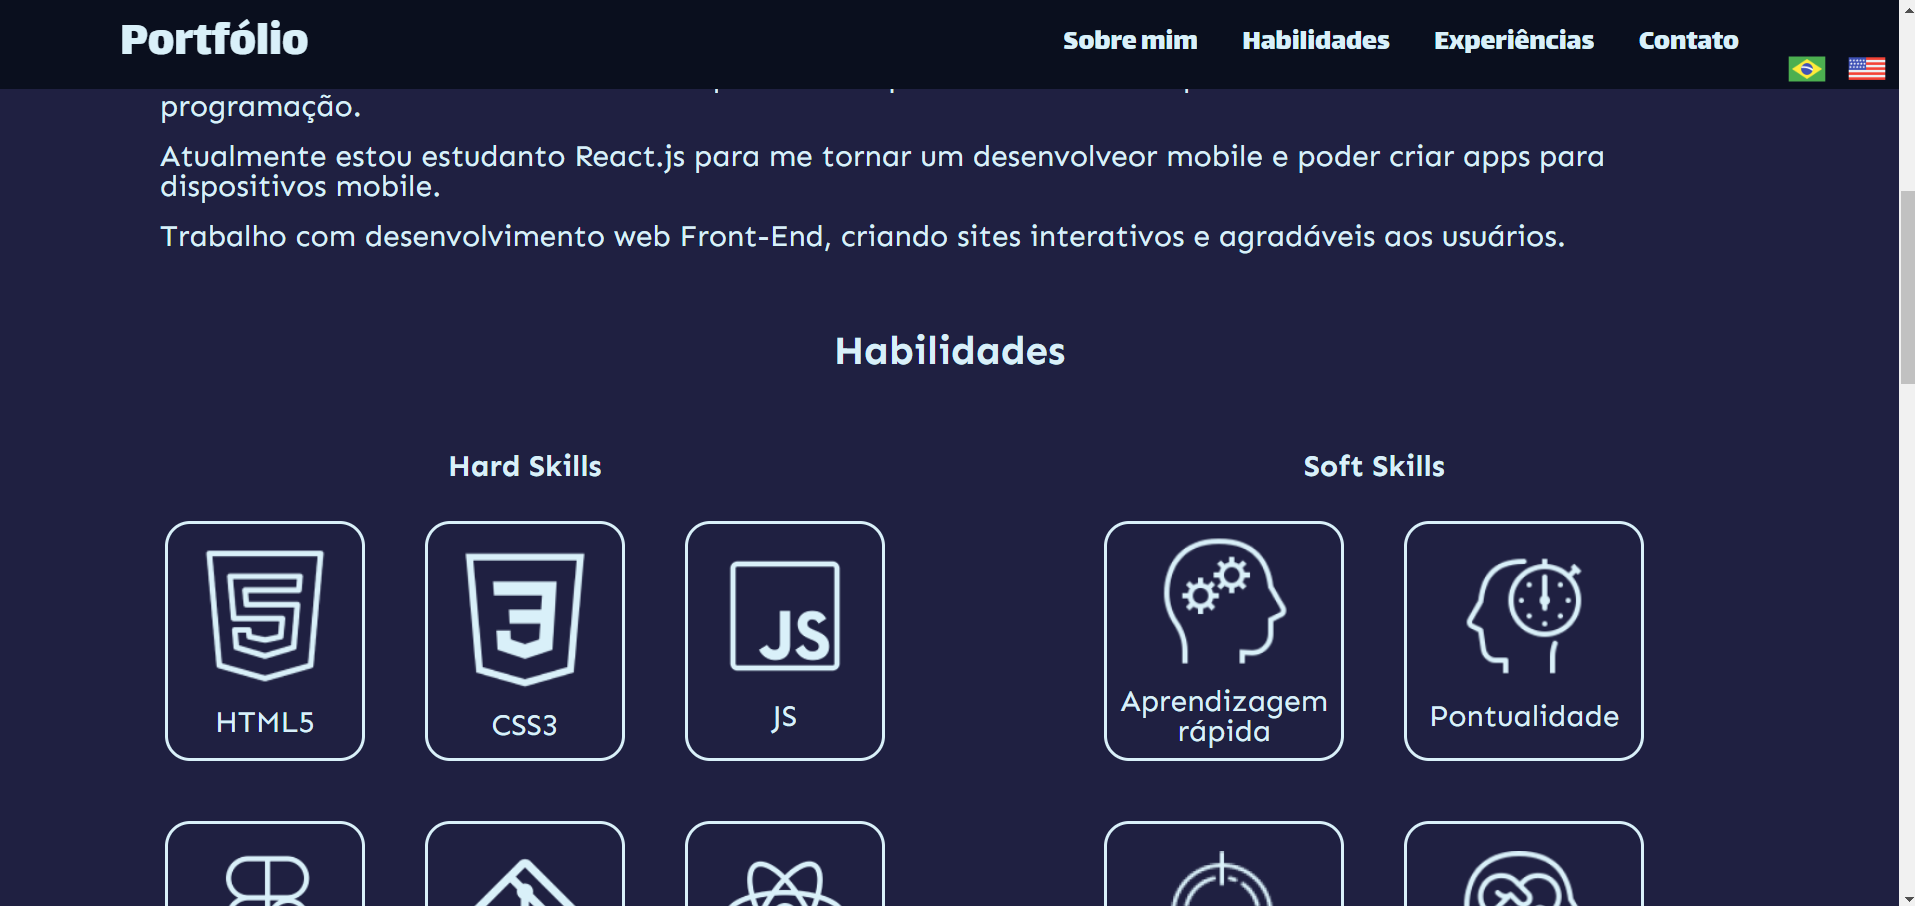 Portfólio
Sobre mim
Habilidades
Experiências
Contato
programação.
Atualmente estou estudanto React.js para me tornar um desenvolveor mobile e poder criar apps para
dispositivos mobile.
Trabalho com desenvolvimento web Front-End, criando sites interativos e agradáveis aos usuários.
Habilidades
Hard Skills
Soft Skills
5
3
JS
HTML5
CSS3
JS
Aprendizagem
rápida
Pontualidade